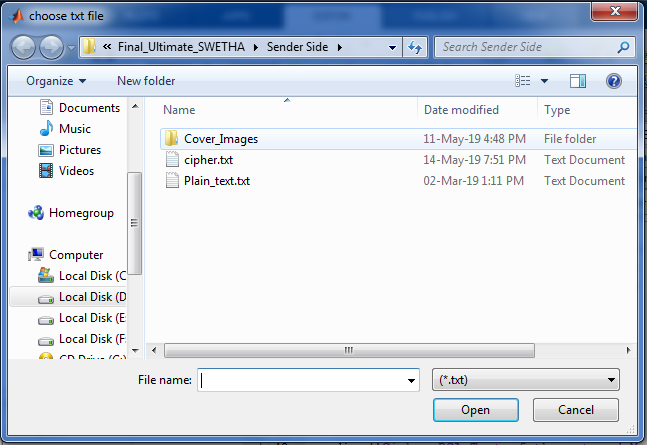 choose txt file
« Final_Ultimate_SWETHA Sender Side
Search Sender Side
Organize New folder
Name Date modified Type
Documents
Music
Pictures
Videos
Homegroup
Computer
Local Disk (C
Local Disk (D
Local Disk (E:
Local Disk (F:
CD Drive (G:)
Cover_Images 11-May-19 4:48 PM File folder
cipher.txt 14-May-19 7:51 PM Text Document
Plain_text.txt 02-Mar-19 1:11 PM Text Document
File name: (*.txt)
Open Cancel